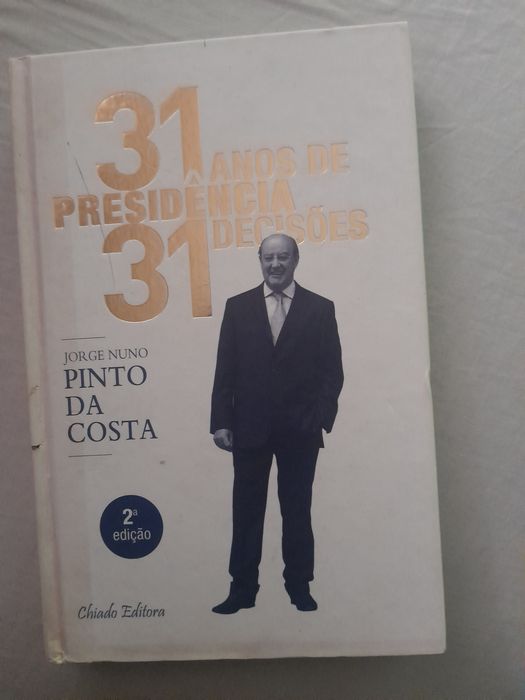 31 ANOS DE
PRESIDÊNCIA
31 DECISÕES
JORGE NUNO
PINTO
DA
COSTA
2ª
edição
Chiado Editora